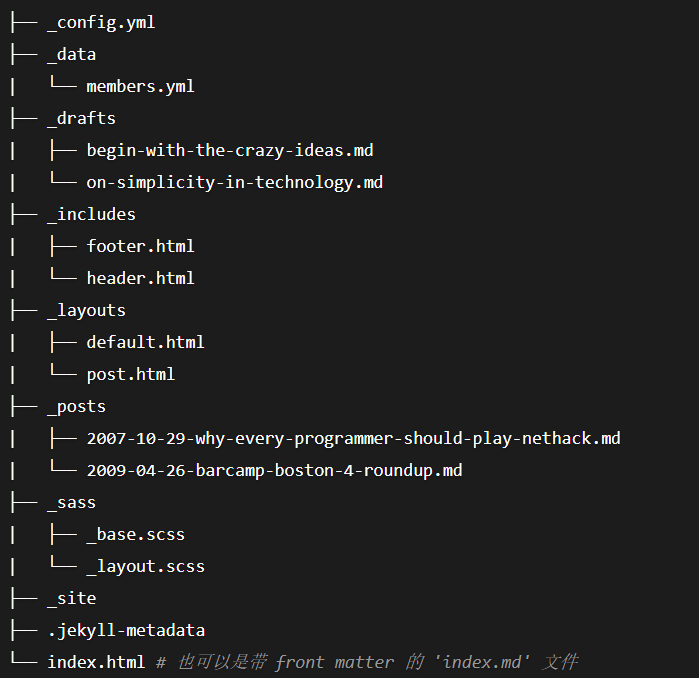 ├── _config.yml
├── _data
|   └── members.yml
├── _drafts
|   ├── begin-with-the-crazy-ideas.md
|   └── on-simplicity-in-technology.md
├── _includes
|   ├── footer.html
|   └── header.html
├── _layouts
|   ├── default.html
|   └── post.html
├── _posts
|   ├── 2007-10-29-why-every-programmer-should-play-nethack.md
|   └── 2009-04-26-barcamp-boston-4-roundup.md
├── _sass
|   ├── _base.scss
|   └── _layout.scss
├── _site
├── .jekyll-metadata
└── index.html # 也可以是带 front matter 的 'index.md' 文件